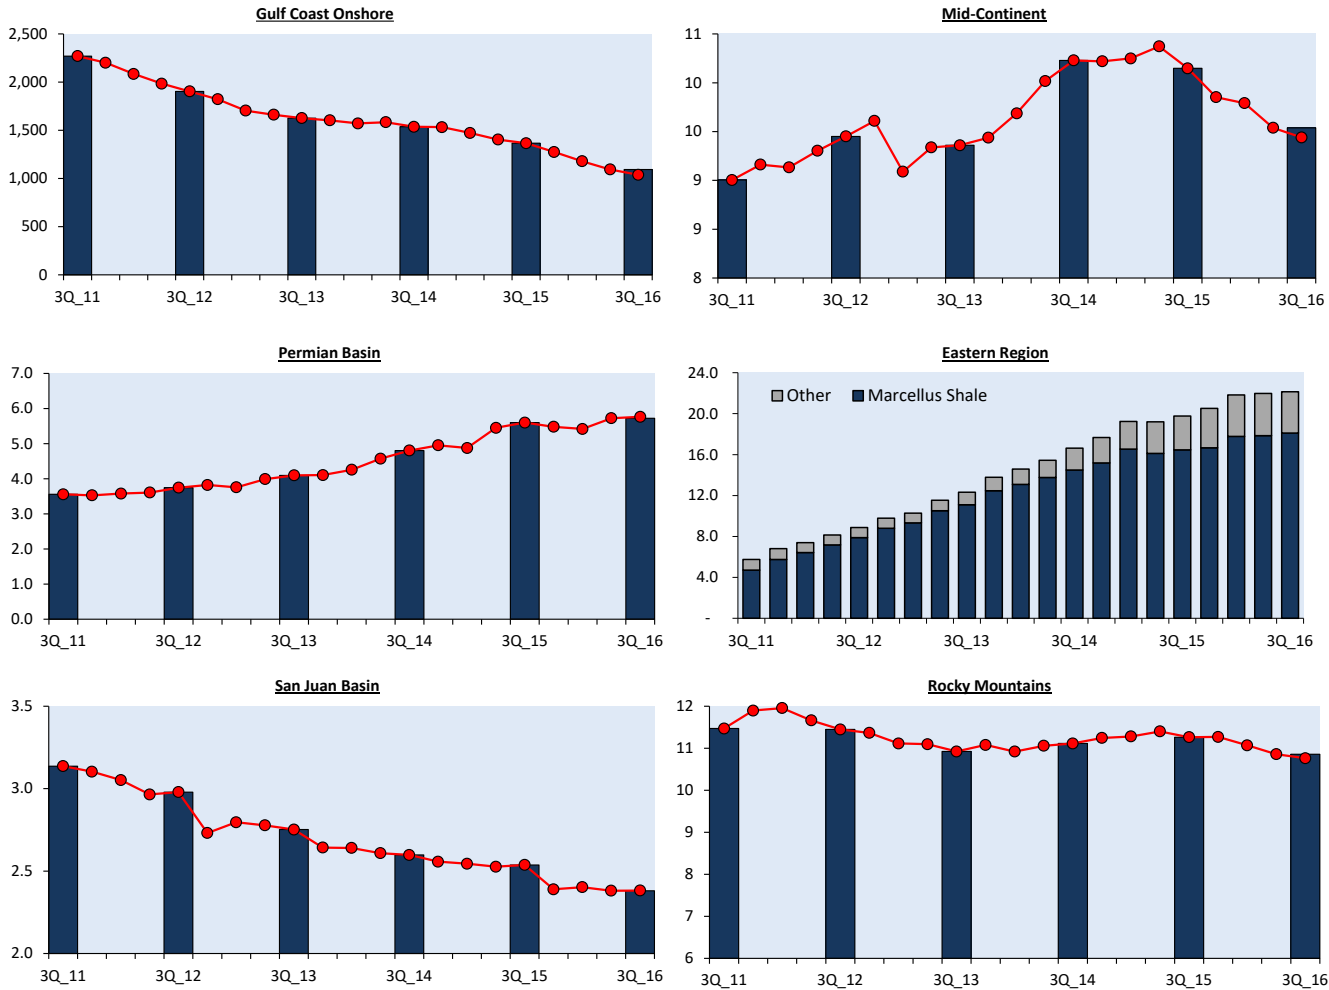 Gulf Coast Onshore
2,500
2,000
1,500
1,000
500
0
3Q_11 3Q_12 3Q_13 3Q_14 3Q_15 3Q_16
Mid-Continent
11
10
10
9
9
8
3Q_11 3Q_12 3Q_13 3Q_14 3Q_15 3Q_16
Permian Basin
7.0
6.0
5.0
4.0
3.0
2.0
1.0
0.0
3Q_11 3Q_12 3Q_13 3Q_14 3Q_15 3Q_16
Eastern Region
Other Marcellus Shale
24.0
20.0
16.0
12.0
8.0
4.0
-
3Q_11 3Q_12 3Q_13 3Q_14 3Q_15 3Q_16
San Juan Basin
3.5
3.0
2.5
2.0
3Q_11 3Q_12 3Q_13 3Q_14 3Q_15 3Q_16
Rocky Mountains
12
11
10
9
8
7
6
3Q_11 3Q_12 3Q_13 3Q_14 3Q_15 3Q_16